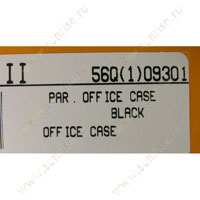 II 56Q(1)09301
PAR. OFFICE CASE
BLACK
OFFICE CASE